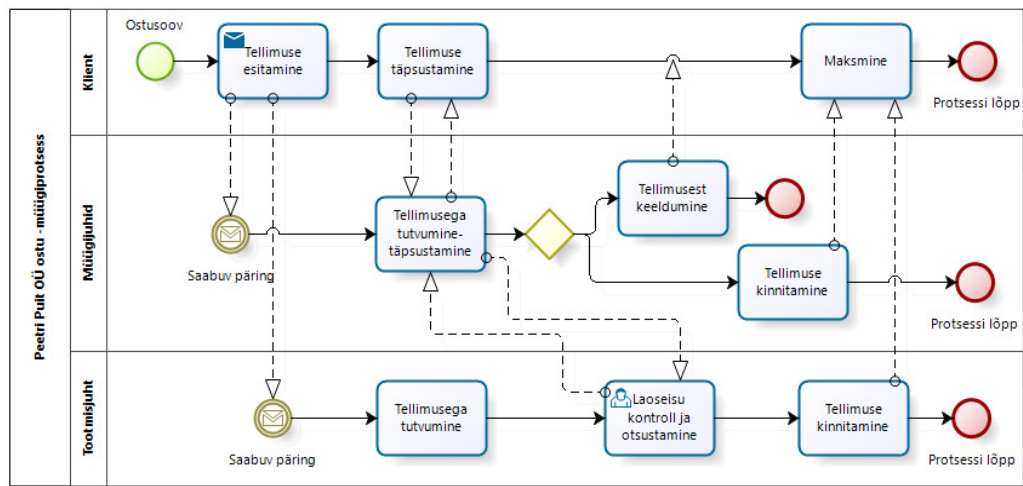 Peetri Puit OÜ ostu -müügiprotsess
Klient
Ostusoov
Tellimuse
esitamine
Tellimuse
täpsustamine
Maksmine
Protsessi lõpp
Müügijuhid
Saabuv päring
Tellimusega
tutvumine-
täpsustamine
Tellimusest
keeldumine
Tellimuse
kinnitamine
Protsessi lõpp
Tootmisjuht
Saabuv päring
Tellimusega
tutvumine
Laoseisu
kontroll ja
otsustamine
Tellimuse
kinnitamine
Protsessi lõpp